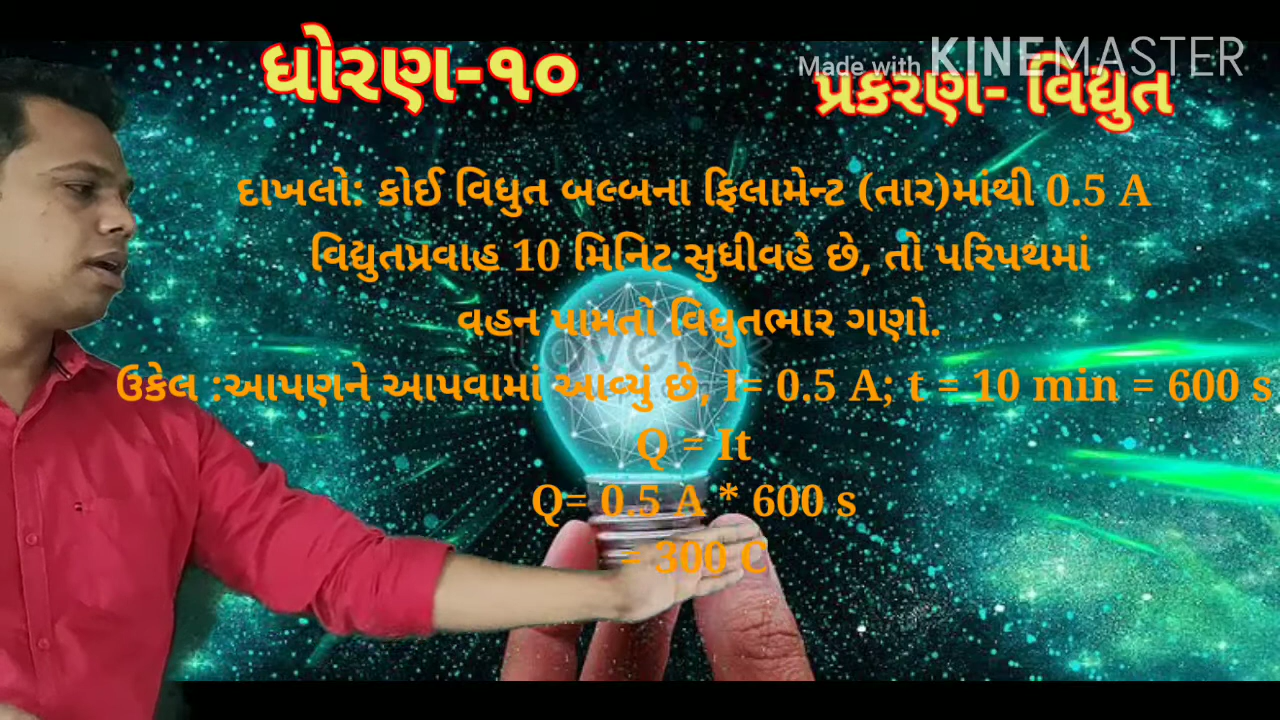 ધોરણ-૧૦
Made with KINEMASTER
પ્રકરણ- વિદ્યુત
દાખલો: કોઈ વિધુત બલ્બના ફિલામેન્ટ (તાર)માંથી 0.5 A
વિદ્યુતપ્રવાહ 10 મિનિટ સુધીવહે છે, તો પરિપથમાં
વહન પામતો વિધુતભાર ગણો.
ઉકેલ :આપણને આપવામાં આવ્યું છે, I= 0.5 A; t = 10 min = 600 s
Q = It
Q= 0.5 A * 600 s
= 300 C